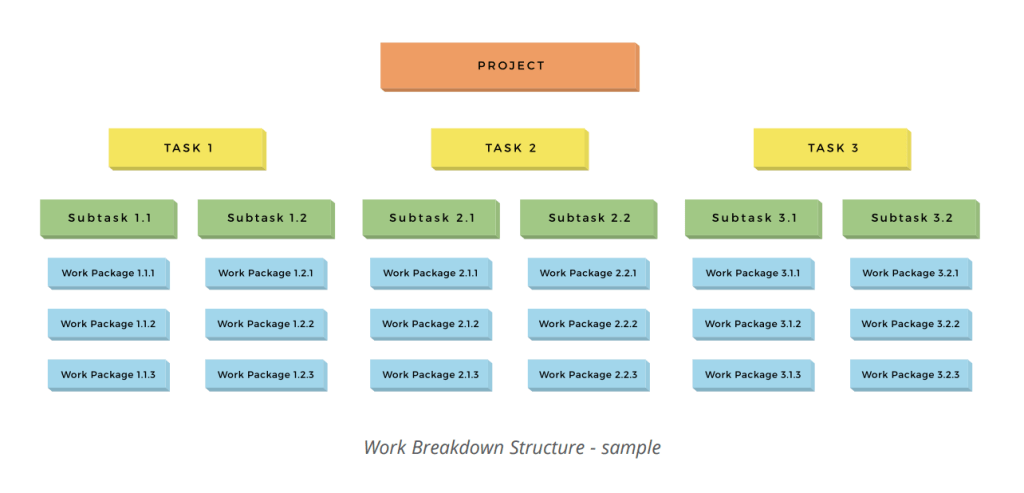 PROJECT
TASK 1
TASK 2
TASK 3
Subtask 1.1
Subtask 1.2
Subtask 2.1
Subtask 2.2
Subtask 3.1
Subtask 3.2
Work Package 1.1.1
Work Package 1.2.1
Work Package 2.1.1
Work Package 2.2.1
Work Package 3.1.1
Work Package 3.2.1
Work Package 1.1.2
Work Package 1.2.2
Work Package 2.1.2
Work Package 2.2.2
Work Package 3.1.2
Work Package 3.2.2
Work Package 1.1.3
Work Package 1.2.3
Work Package 2.1.3
Work Package 2.2.3
Work Package 3.1.3
Work Package 3.2.3
Work Breakdown Structure - sample